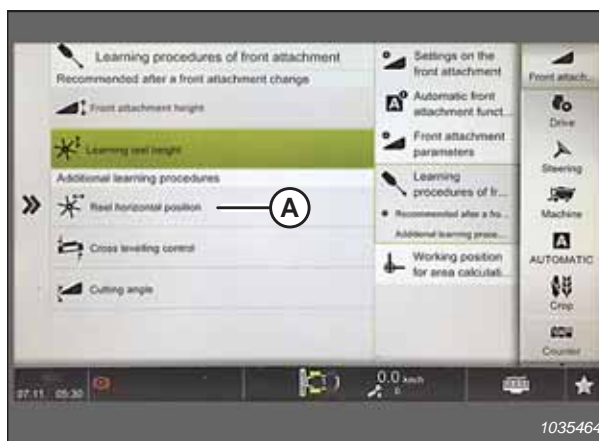 Learning procedures of front attachment
Recommended after a front attachment change
Front attachment height
Learning reel height
Additional learning procedures
Reel horizontal position
A
Cross levelling control
Cutting angle
Settings on the
front attachment
Automatic front
attachment funct...
Front attachment
parameters
Learning
procedures of fr...
Recommended after a fro...
Additional learning proce...
Working position
for area calculati...
Front attach...
Drive
Steering
Machine
A
AUTOMATIC
Crop
Counter
07.11 05:30
0.0 km/h
0
1035464